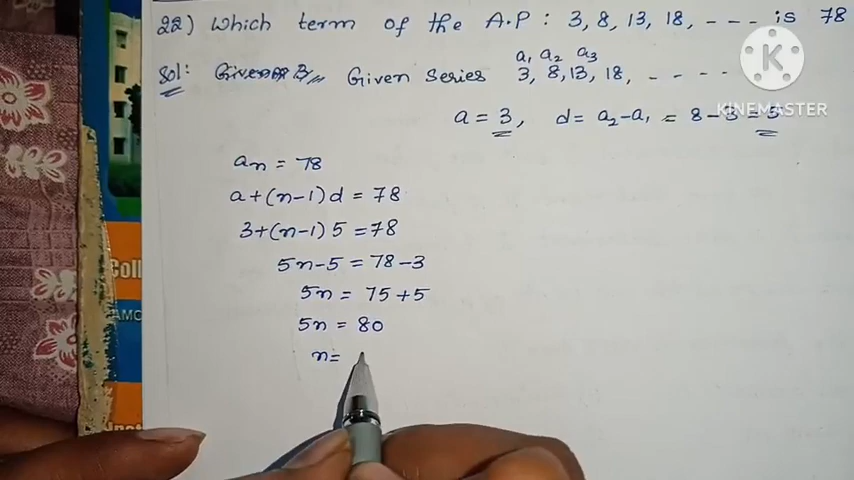 22) Which term of the A.P : 3, 8, 13, 18, ---- is 78
a₁ a₂ a₃
Sol: Given Series 3, 8, 13, 18, ----
a = 3, d = a₂-a₁ = 8-3 = 5
aₙ = 78
a+(n-1)d = 78
3+(n-1)5 = 78
5n-5 = 78-3
5n = 75+5
5n = 80
n=
K
KINEMASTER
Coll